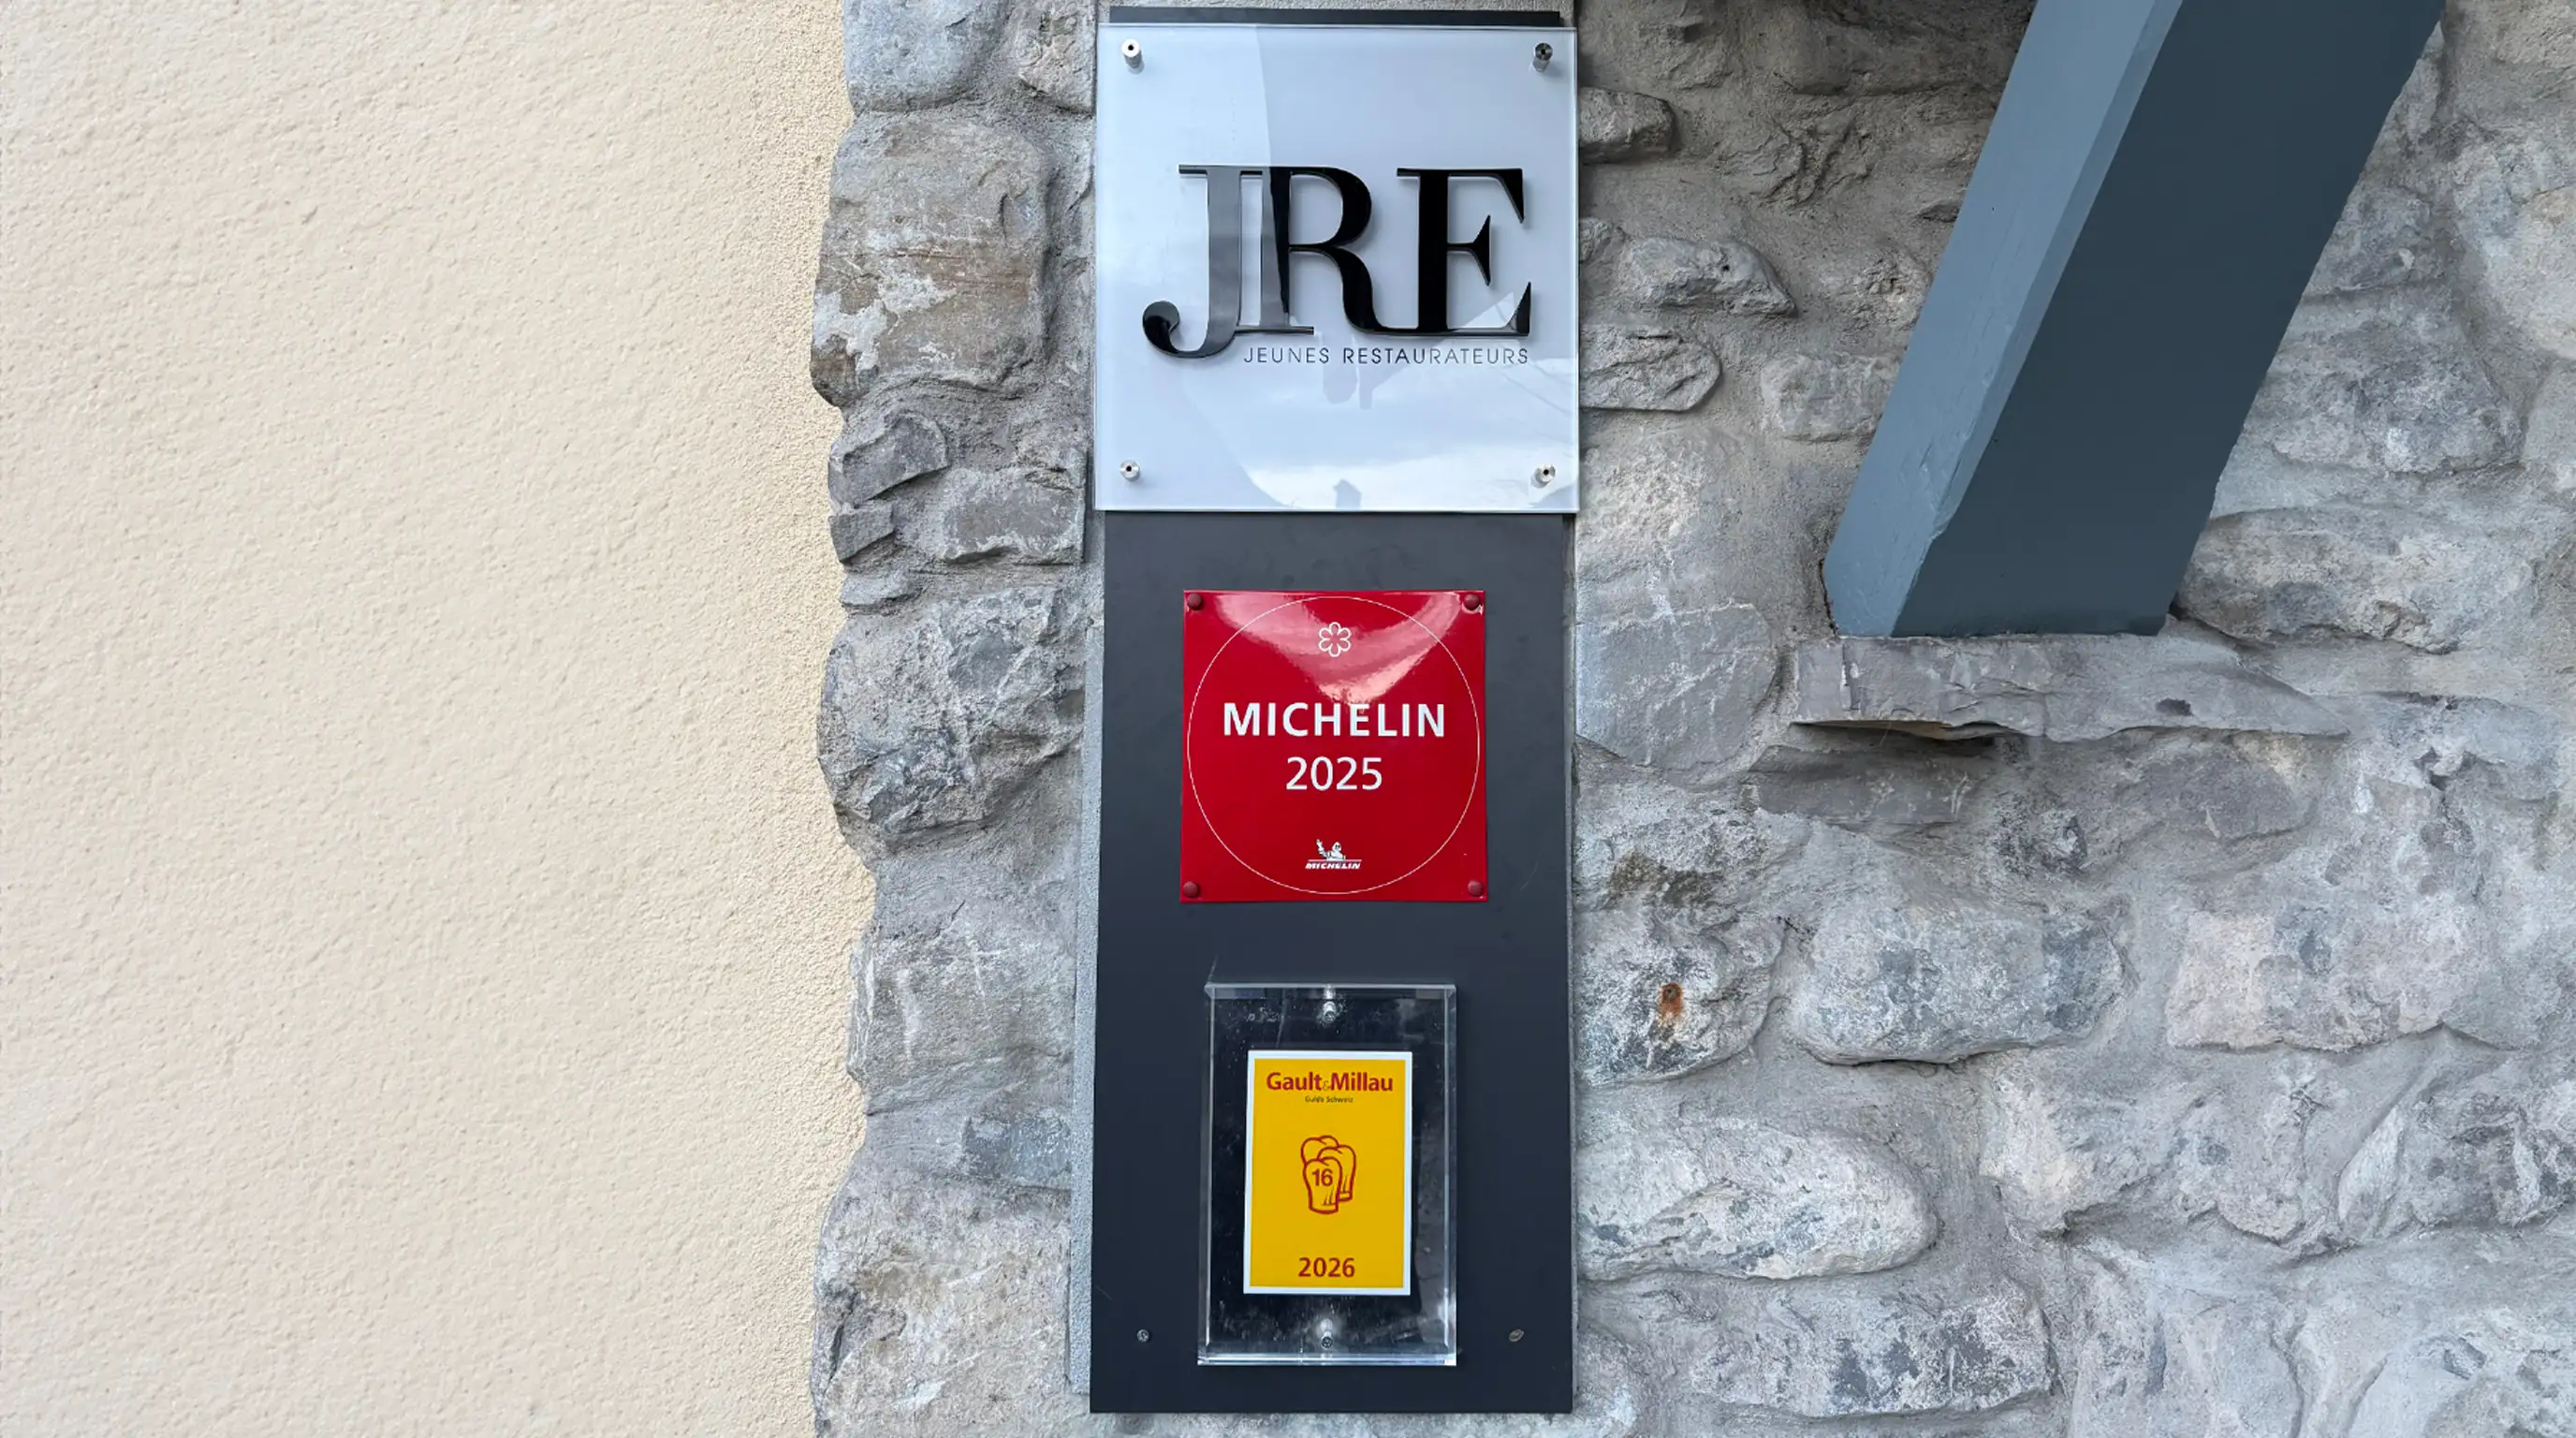 JRE
JEUNES RESTAURATEURS
MICHELIN
2025
MICHELIN
Gault&Millau
Guide Schweiz
16
2026